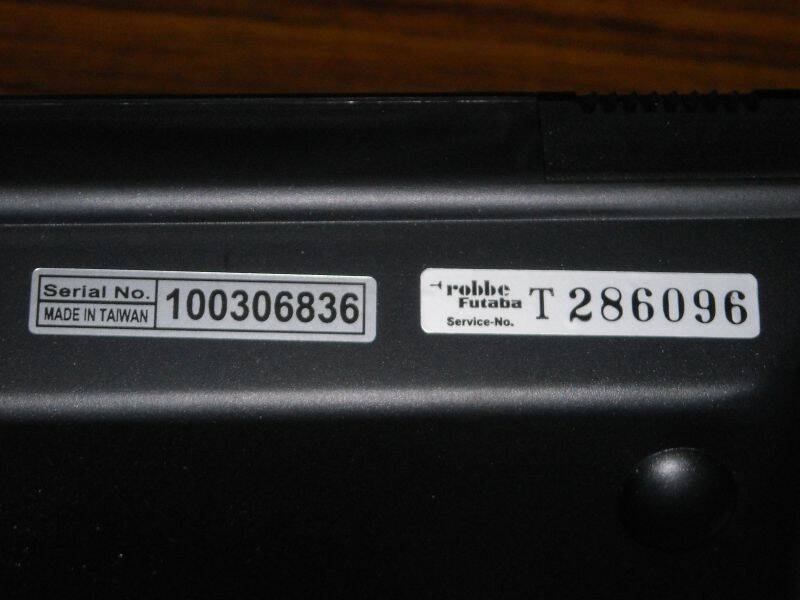 Serial No.
MADE IN TAIWAN
100306836
robbe
Futaba
Service-No.
T 286096